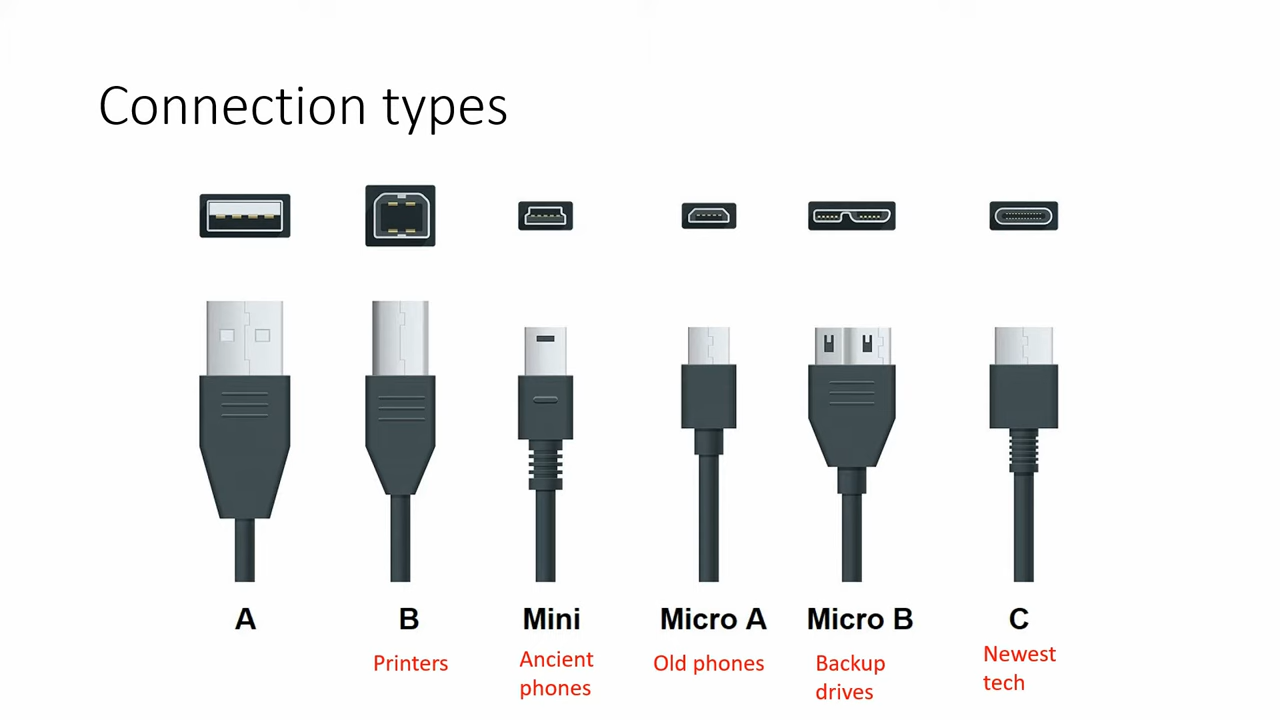 Connection types
A
B
Mini
Micro A
Micro B
C
Printers
Ancient
phones
Old phones
Backup
drives
Newest
tech